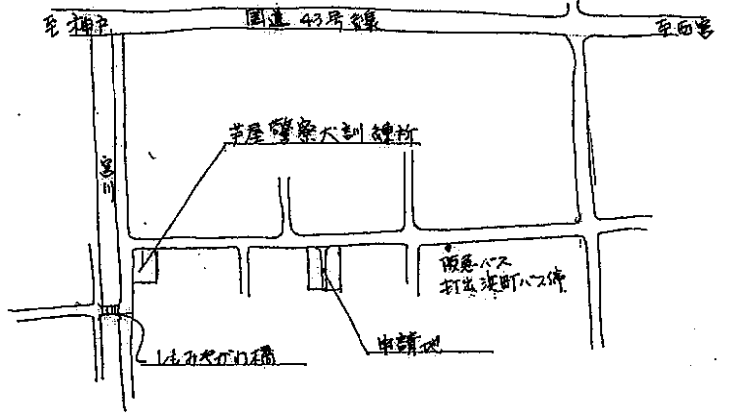 至神戸
国道43号線
至西宮
芦屋警察犬訓練所
宮川
阪急バス
打出浜町バス停
しもみやがわ橋
申請地